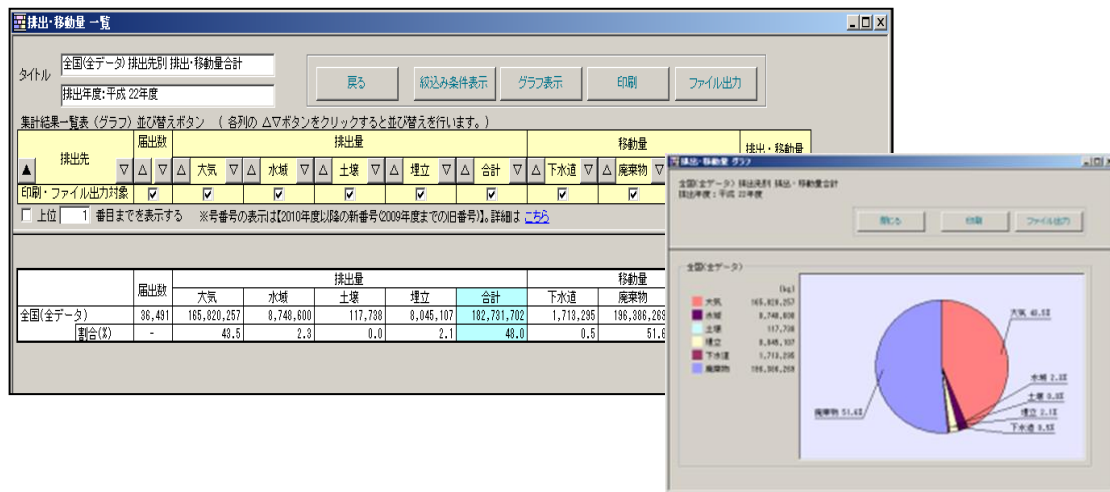 排出・移動量 一覧
タイトル
全国(全データ) 排出先別 排出・移動量合計
排出年度:平成 22年度
戻る 絞込み条件表示 グラフ表示 印刷 ファイル出力
集計結果一覧表（グラフ）並び替えボタン （ 各列の △▽ボタンをクリックすると並び替えを行います。）
排出先 届出数 排出量 移動量 排出・移動量
▲ ▽ △ ▽ △ 大気 ▽ △ 水域 ▽ △ 土壌 ▽ △ 埋立 ▽ △ 合計 ▽ △ 下水道 ▽ △ 廃棄物 ▽
印刷・ファイル出力対象
上位 1 番目までを表示する ※号番号の表示は【2010年度以降の新番号(2009年度までの旧番号)】。詳細は こちら
届出数 排出量 移動量
大気 水域 土壌 埋立 合計 下水道 廃棄物
全国(全データ) 36,491 165,820,257 8,748,600 117,738 8,045,107 182,731,702 1,713,295 196,386,269
割合(%) - 43.5 2.3 0.0 2.1 48.0 0.5 51.6
排出・移動量 グラフ
全国(全データ) 排出先別 排出・移動量合計
排出年度：平成 22年度
閉じる 印刷 ファイル出力
全国(全データ)
(kg)
大気 165,820,257
水域 8,748,600
土壌 117,738
埋立 8,045,107
下水道 1,713,295
廃棄物 196,386,269
大気 43.5%
水域 2.3%
土壌 0.0%
埋立 2.1%
下水道 0.5%
廃棄物 51.6%